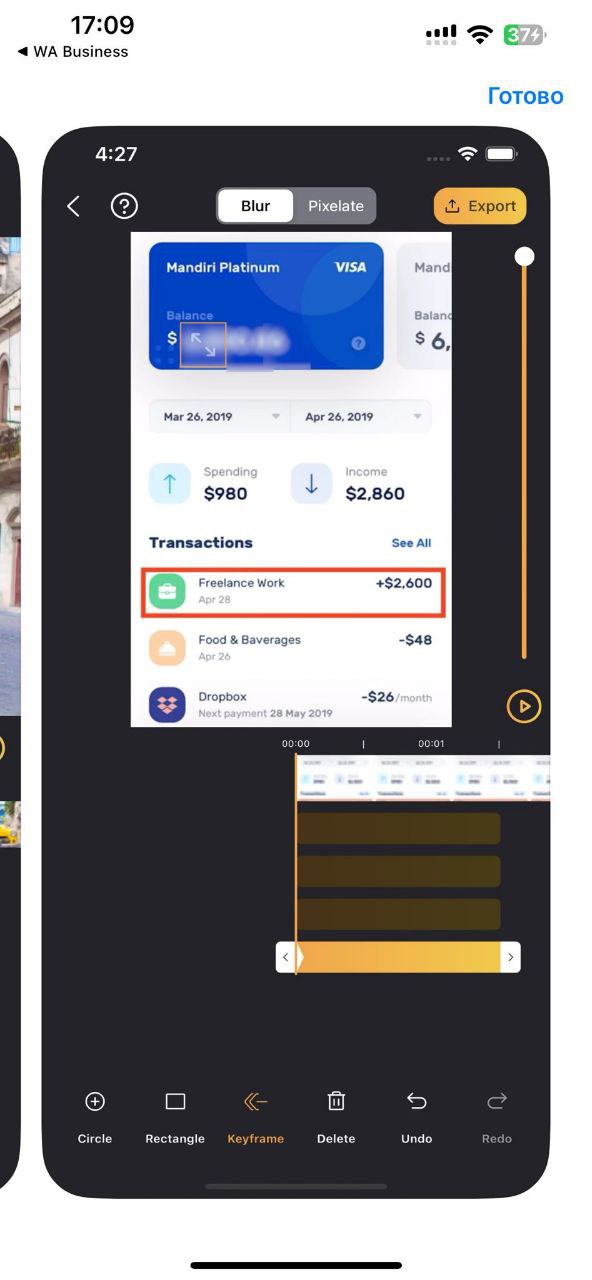 17:09
37
◀ WA Business
Готово
4:27
?
Blur
Pixelate
Export
Mandiri Platinum
VISA
Mand
Balance
Balanc
$
?
$ 6,
Mar 26, 2019
Apr 26, 2019
Spending
$980
Income
$2,860
Transactions
See All
Freelance Work
+$2,600
Apr 28
Food & Baverages
-$48
Apr 26
Dropbox
-$26/month
Next payment 28 May 2019
00:00
00:01
Circle
Rectangle
Keyframe
Delete
Undo
Redo